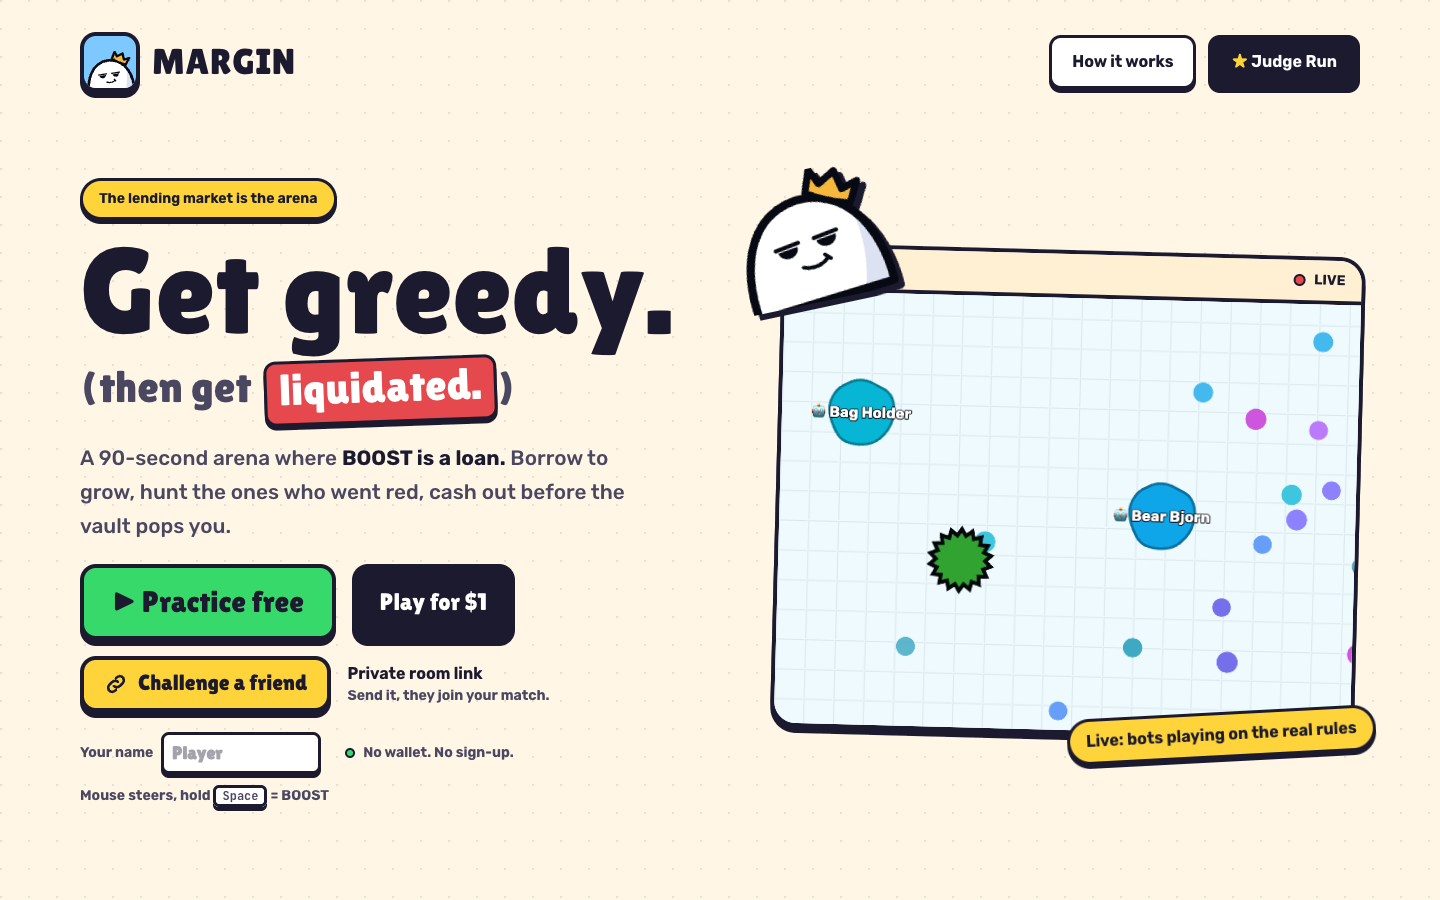 MARGIN
How it works
Judge Run
The lending market is the arena
Get greedy.
(then get liquidated.)
A 90-second arena where BOOST is a loan. Borrow to
grow, hunt the ones who went red, cash out before the
vault pops you.
Practice free
Play for $1
Challenge a friend
Private room link
Send it, they join your match.
Your name
Player
No wallet. No sign-up.
Mouse steers, hold Space = BOOST
LIVE
Bag Holder
Bear Bjorn
Live: bots playing on the real rules